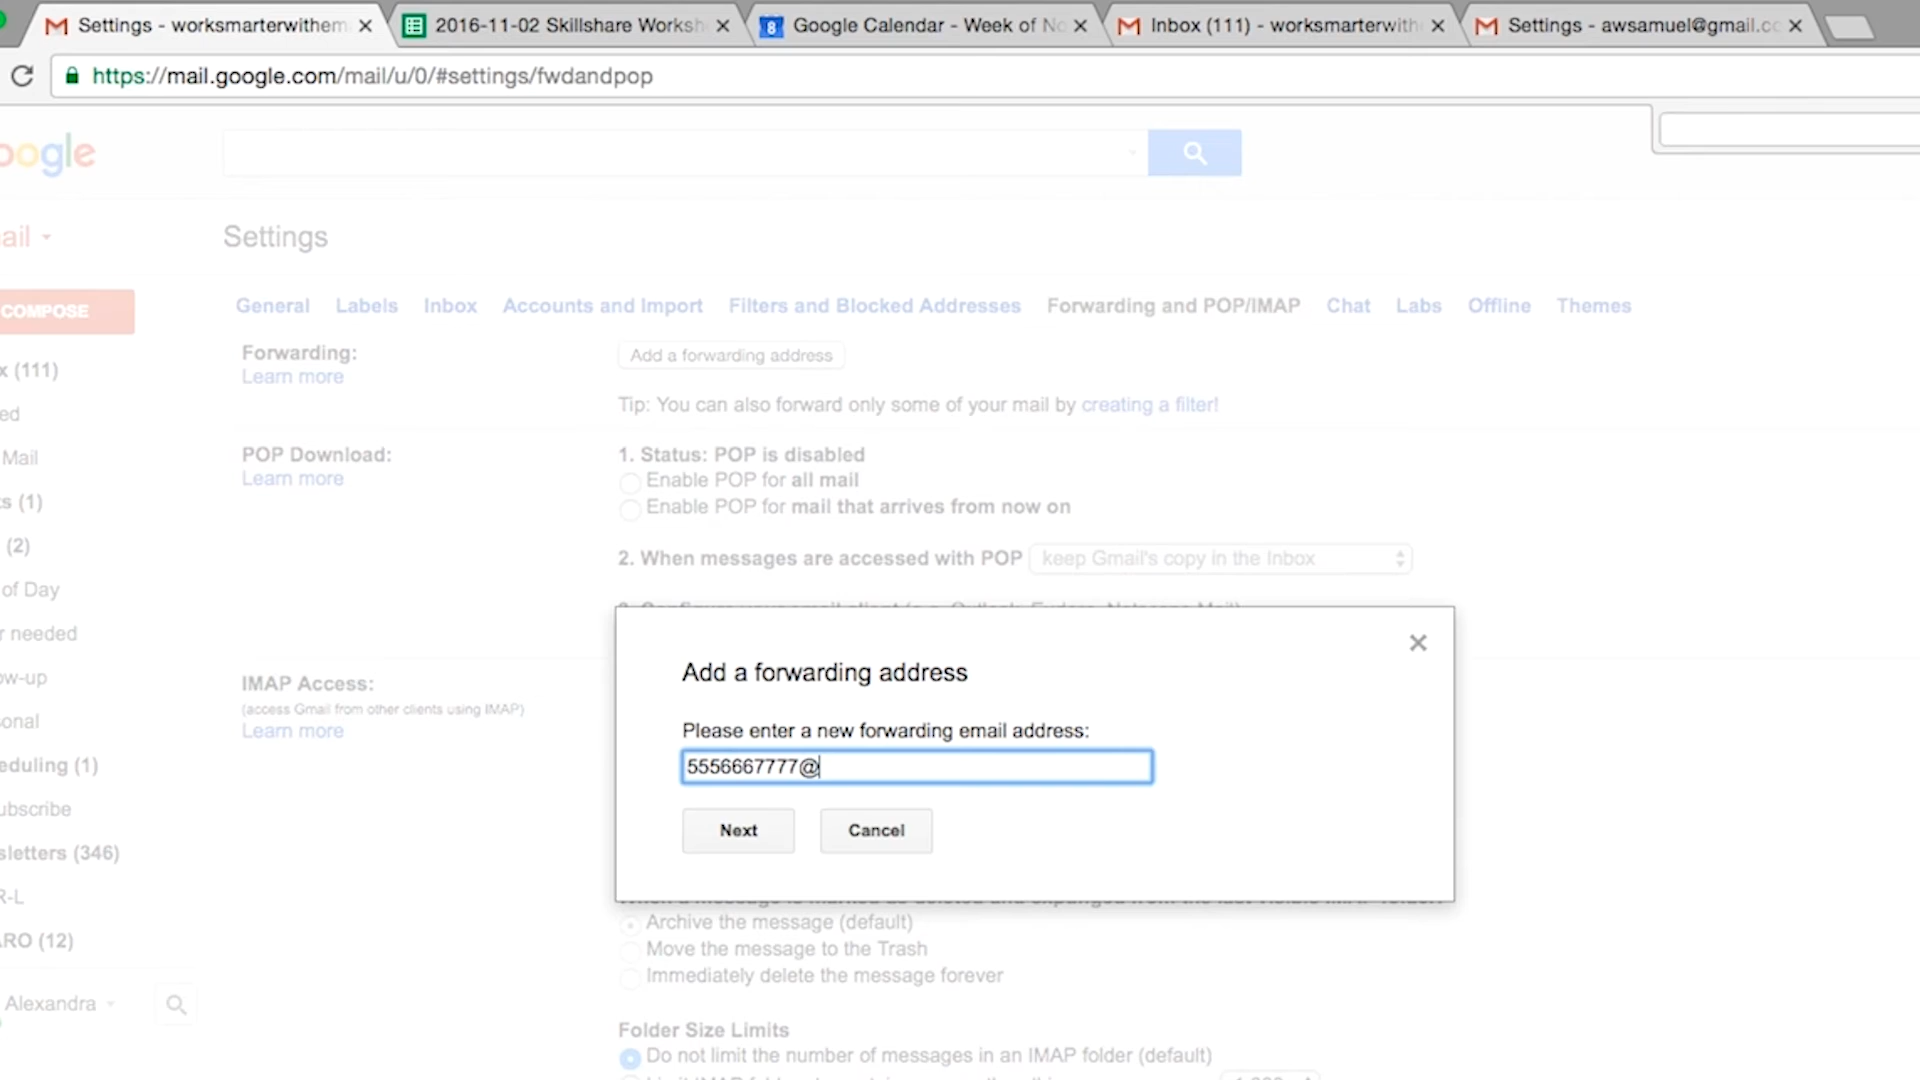 Settings - worksmarterwithem
2016-11-02 Skillshare Worksh
8 Google Calendar - Week of No
Inbox (111) - worksmarterwith
Settings - awsamuel@gmail.co
https://mail.google.com/mail/u/0/#settings/fwdandpop
oogle
ail
Settings
COMPOSE
General Labels Inbox Accounts and Import Filters and Blocked Addresses Forwarding and POP/IMAP Chat Labs Offline Themes
x (111)
ed
Mail
s (1)
(2)
of Day
r needed
ow-up
onal
eduling (1)
ubscribe
sletters (346)
R-L
ARO (12)
Alexandra
Forwarding:
Learn more
Add a forwarding address
Tip: You can also forward only some of your mail by creating a filter!
POP Download:
Learn more
1. Status: POP is disabled
Enable POP for all mail
Enable POP for mail that arrives from now on
2. When messages are accessed with POP keep Gmail's copy in the Inbox
IMAP Access:
(access Gmail from other clients using IMAP)
Learn more
Add a forwarding address
Please enter a new forwarding email address:
5556667777@
Next Cancel
Archive the message (default)
Move the message to the Trash
Immediately delete the message forever
Folder Size Limits
Do not limit the number of messages in an IMAP folder (default)